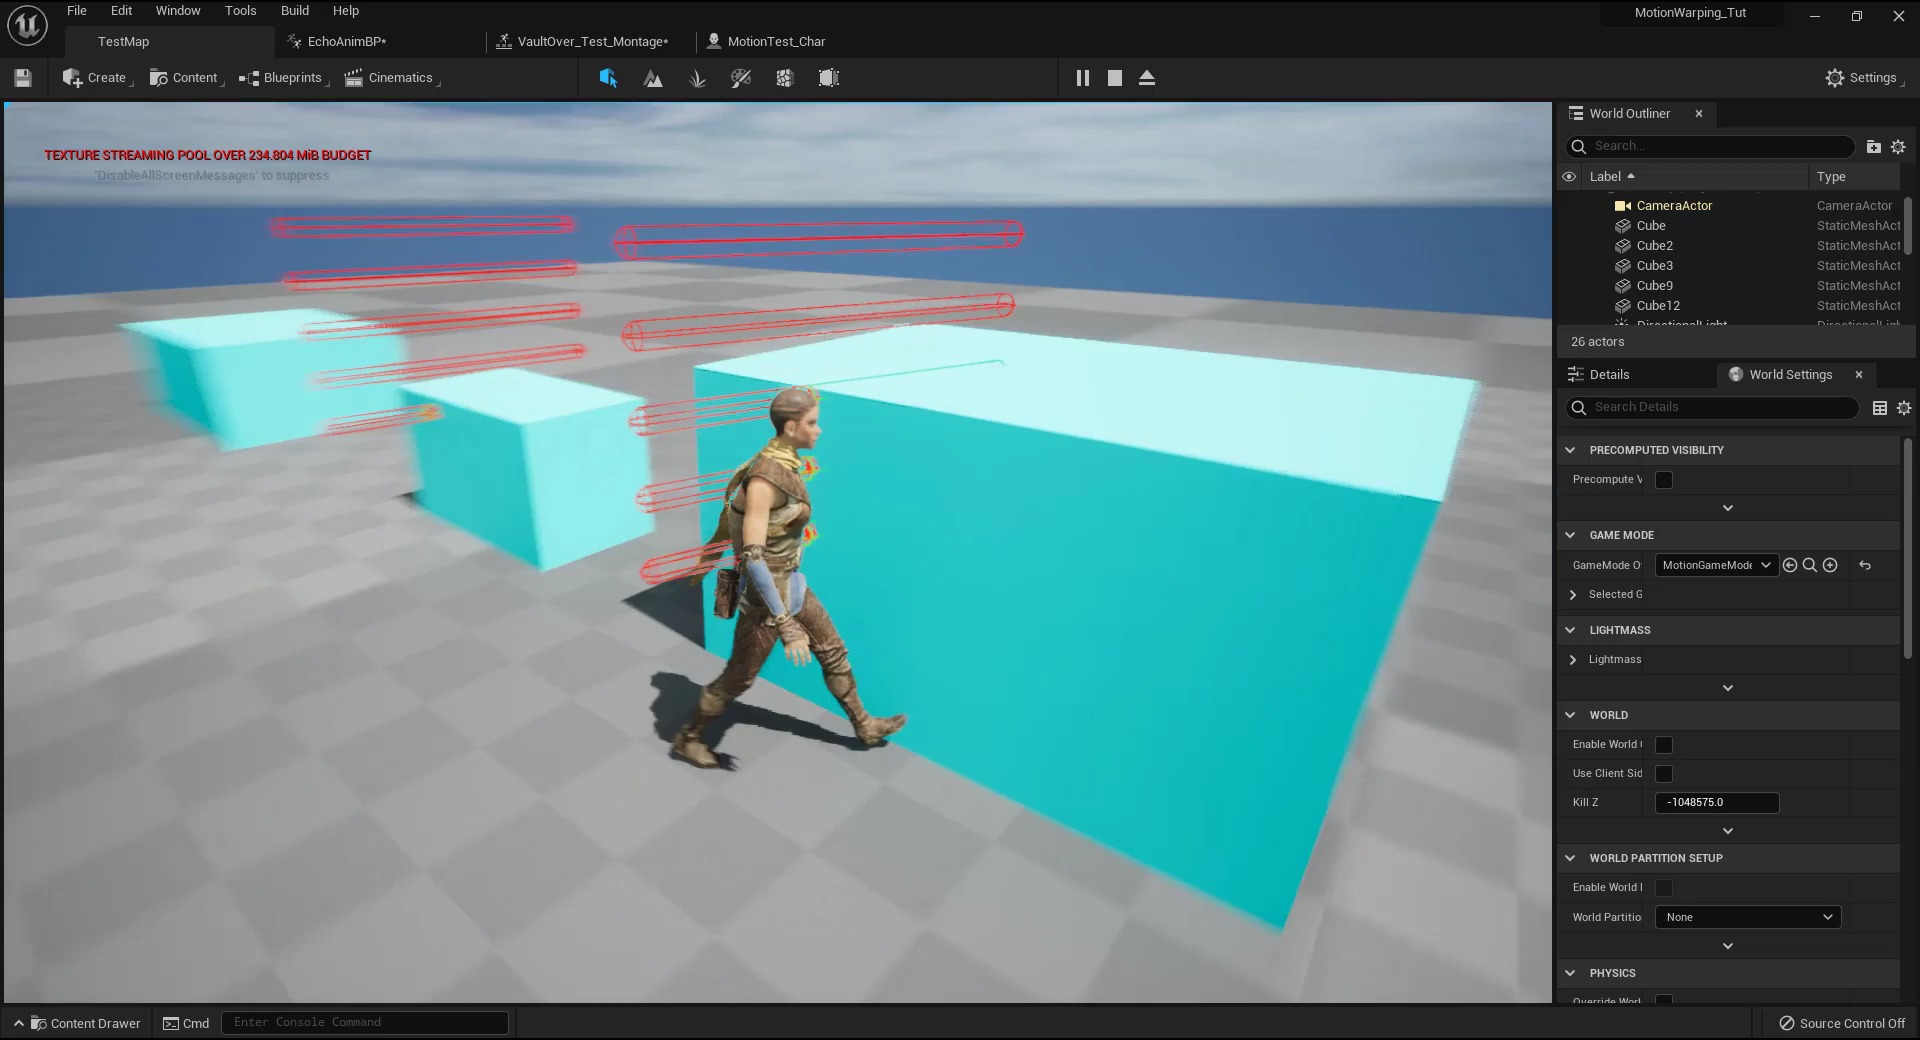 File Edit Window Tools Build Help
MotionWarping_Tut
TestMap
EchoAnimBP*
VaultOver_Test_Montage*
MotionTest_Char
Create Content Blueprints Cinematics
Settings
TEXTURE STREAMING POOL OVER 234.804 MiB BUDGET
'DisableAllScreenMessages' to suppress
World Outliner
Search...
Label Type
CameraActor CameraActor
Cube StaticMeshAct
Cube2 StaticMeshAct
Cube3 StaticMeshAct
Cube9 StaticMeshAct
Cube12 StaticMeshAct
DirectionalLight DirectionalLigh
26 actors
Details World Settings
Search Details
PRECOMPUTED VISIBILITY
Precompute V
GAME MODE
GameMode O MotionGameMode
Selected G
LIGHTMASS
Lightmass
WORLD
Enable World
Use Client Sid
Kill Z -1048575.0
WORLD PARTITION SETUP
Enable World
World Partitio None
PHYSICS
Override Worl
Content Drawer Cmd Enter Console Command
Source Control Off